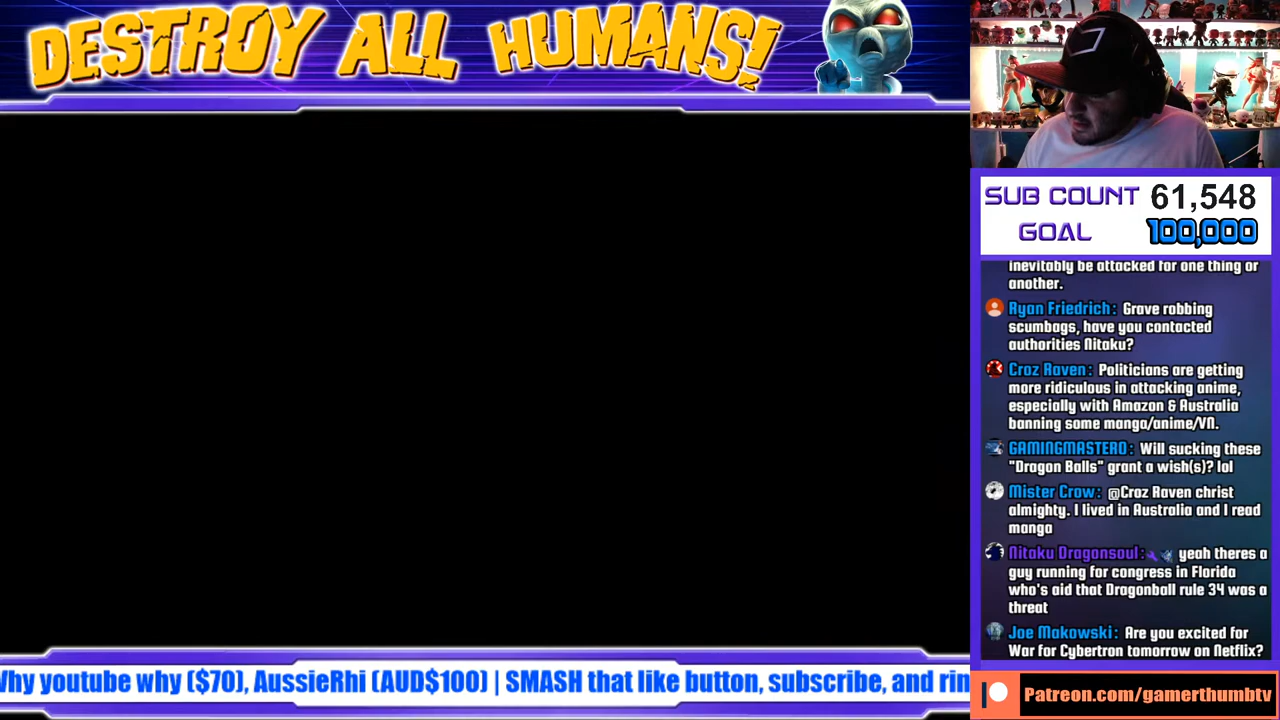 DESTROY ALL HUMANS!
SUB COUNT 61,548
GOAL 100,000
inevitably be attacked for one thing or
another.
Ryan Friedrich: Grave robbing
scumbags, have you contacted
authorities Nitaku?
Croz Raven: Politicians are getting
more ridiculous in attacking anime,
especially with Amazon & Australia
banning some manga/anime/VN.
GAMINGMASTERO: Will sucking these
"Dragon Balls" grant a wish(s)? lol
Mister Crow: @Croz Raven christ
almighty. I lived in Australia and I read
manga
Nitaku Dragonsoul: yeah theres a
guy running for congress in Florida
who's aid that Dragonball rule 34 was a
threat
Joe Makowski: Are you excited for
War for Cybertron tomorrow on Netflix?
Why youtube why ($70), AussieRhi (AUD$100) | SMASH that like button, subscribe, and rin
Patreon.com/gamerthumbtv